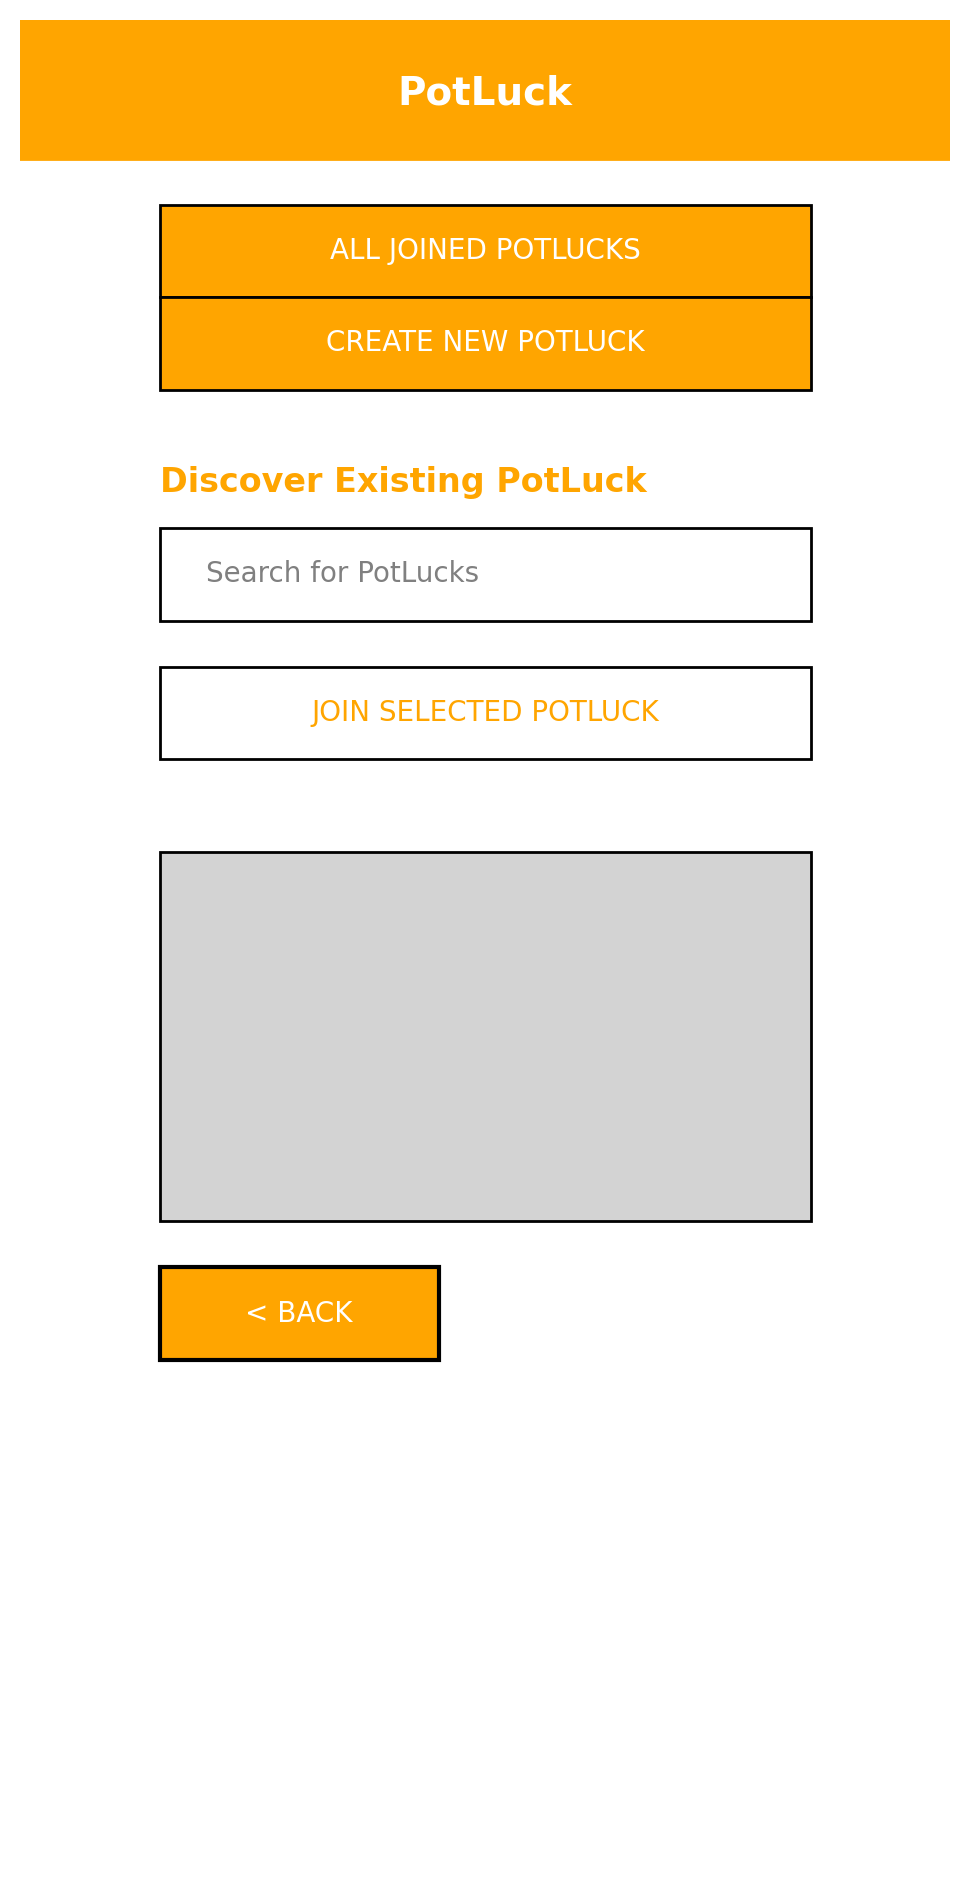 PotLuck
ALL JOINED POTLUCKS
CREATE NEW POTLUCK
Discover Existing PotLuck
Search for PotLucks
JOIN SELECTED POTLUCK
< BACK